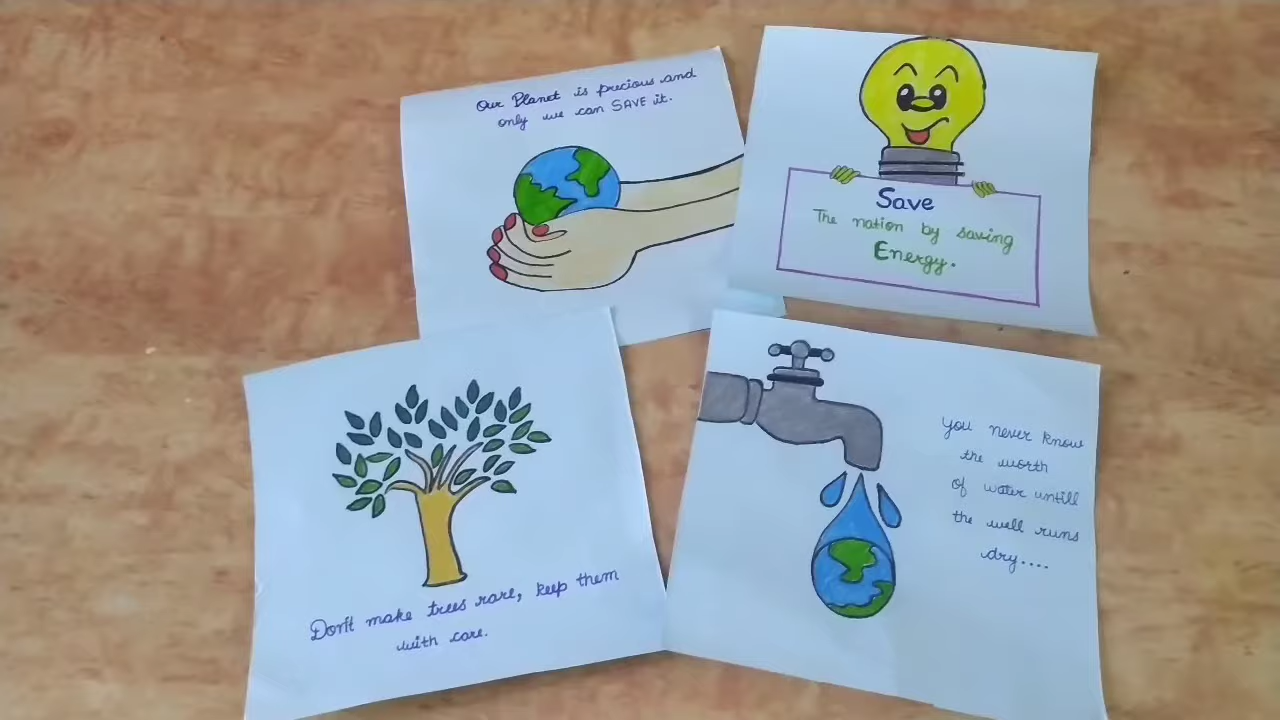 Our Planet is precious and
only we can SAVE it.
Save
The nation by saving
Energy.
Don't make trees rare, keep them
with care.
You never know
the worth
of water untill
the well runs
dry....